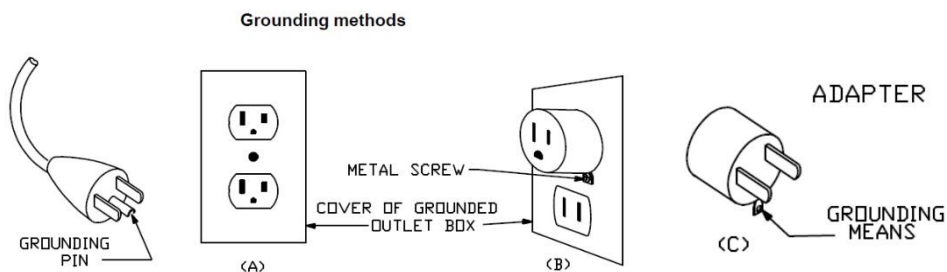 Grounding methods
ADAPTER
METAL SCREW
COVER OF GROUNDED
OUTLET BOX
GROUNDING
PIN
GROUNDING
MEANS
(A)
(B)
(C)